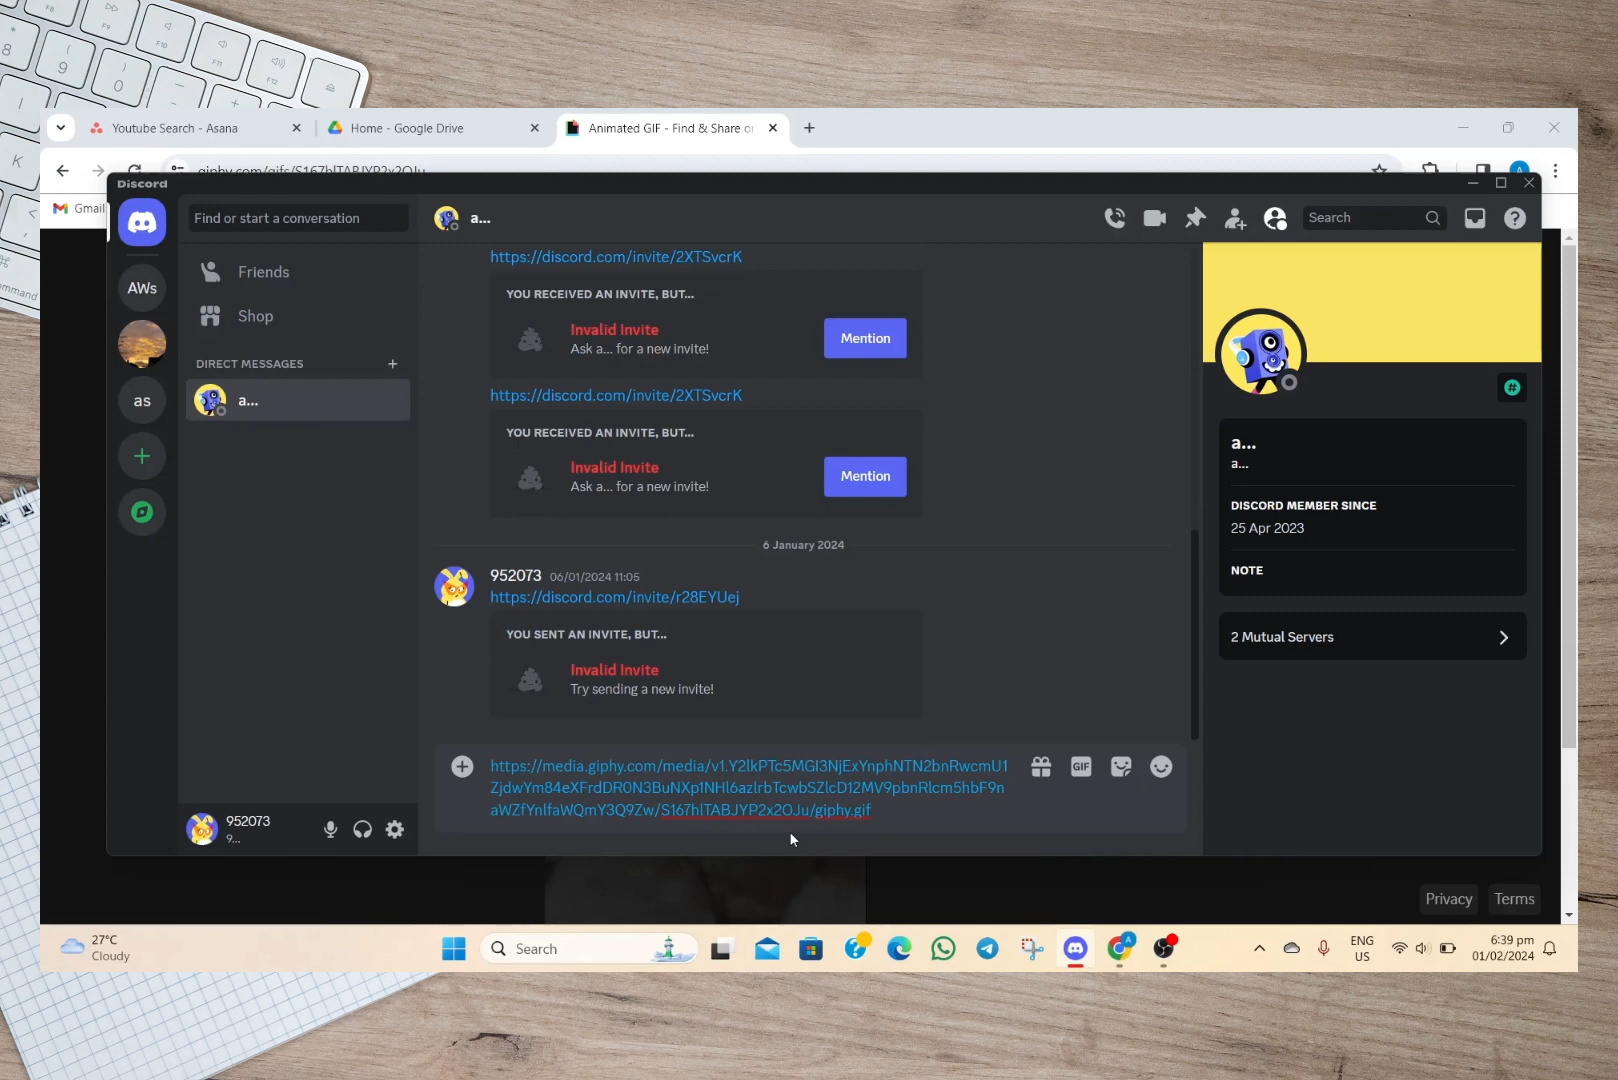 Youtube Search - Asana
Home - Google Drive
Animated GIF - Find & Share on
giphy.com/gifs/S167hlTABJYP2x2OJu
Gmail
Discord
Find or start a conversation
a...
Search
Friends
Shop
DIRECT MESSAGES
a...
AWs
as
https://discord.com/invite/2XTSvcrK
YOU RECEIVED AN INVITE, BUT...
Invalid Invite
Ask a... for a new invite!
Mention
https://discord.com/invite/2XTSvcrK
YOU RECEIVED AN INVITE, BUT...
Invalid Invite
Ask a... for a new invite!
Mention
6 January 2024
952073 06/01/2024 11:05
https://discord.com/invite/r28EYUej
YOU SENT AN INVITE, BUT...
Invalid Invite
Try sending a new invite!
https://media.giphy.com/media/v1.Y2lkPTc5MGI3NjExYnphNTN2bnRwcmU1
ZjdwYm84eXFrdDR0N3BuNXp1NHl6azlrbTcwbSZlcD12MV9pbnRlcm5hbF9n
aWZfYnlfaWQmY3Q9Zw/S167hlTABJYP2x2OJu/giphy.gif
GIF
952073
9...
a...
a...
DISCORD MEMBER SINCE
25 Apr 2023
NOTE
2 Mutual Servers
Privacy
Terms
27°C
Cloudy
Search
ENG
US
6:39 pm
01/02/2024